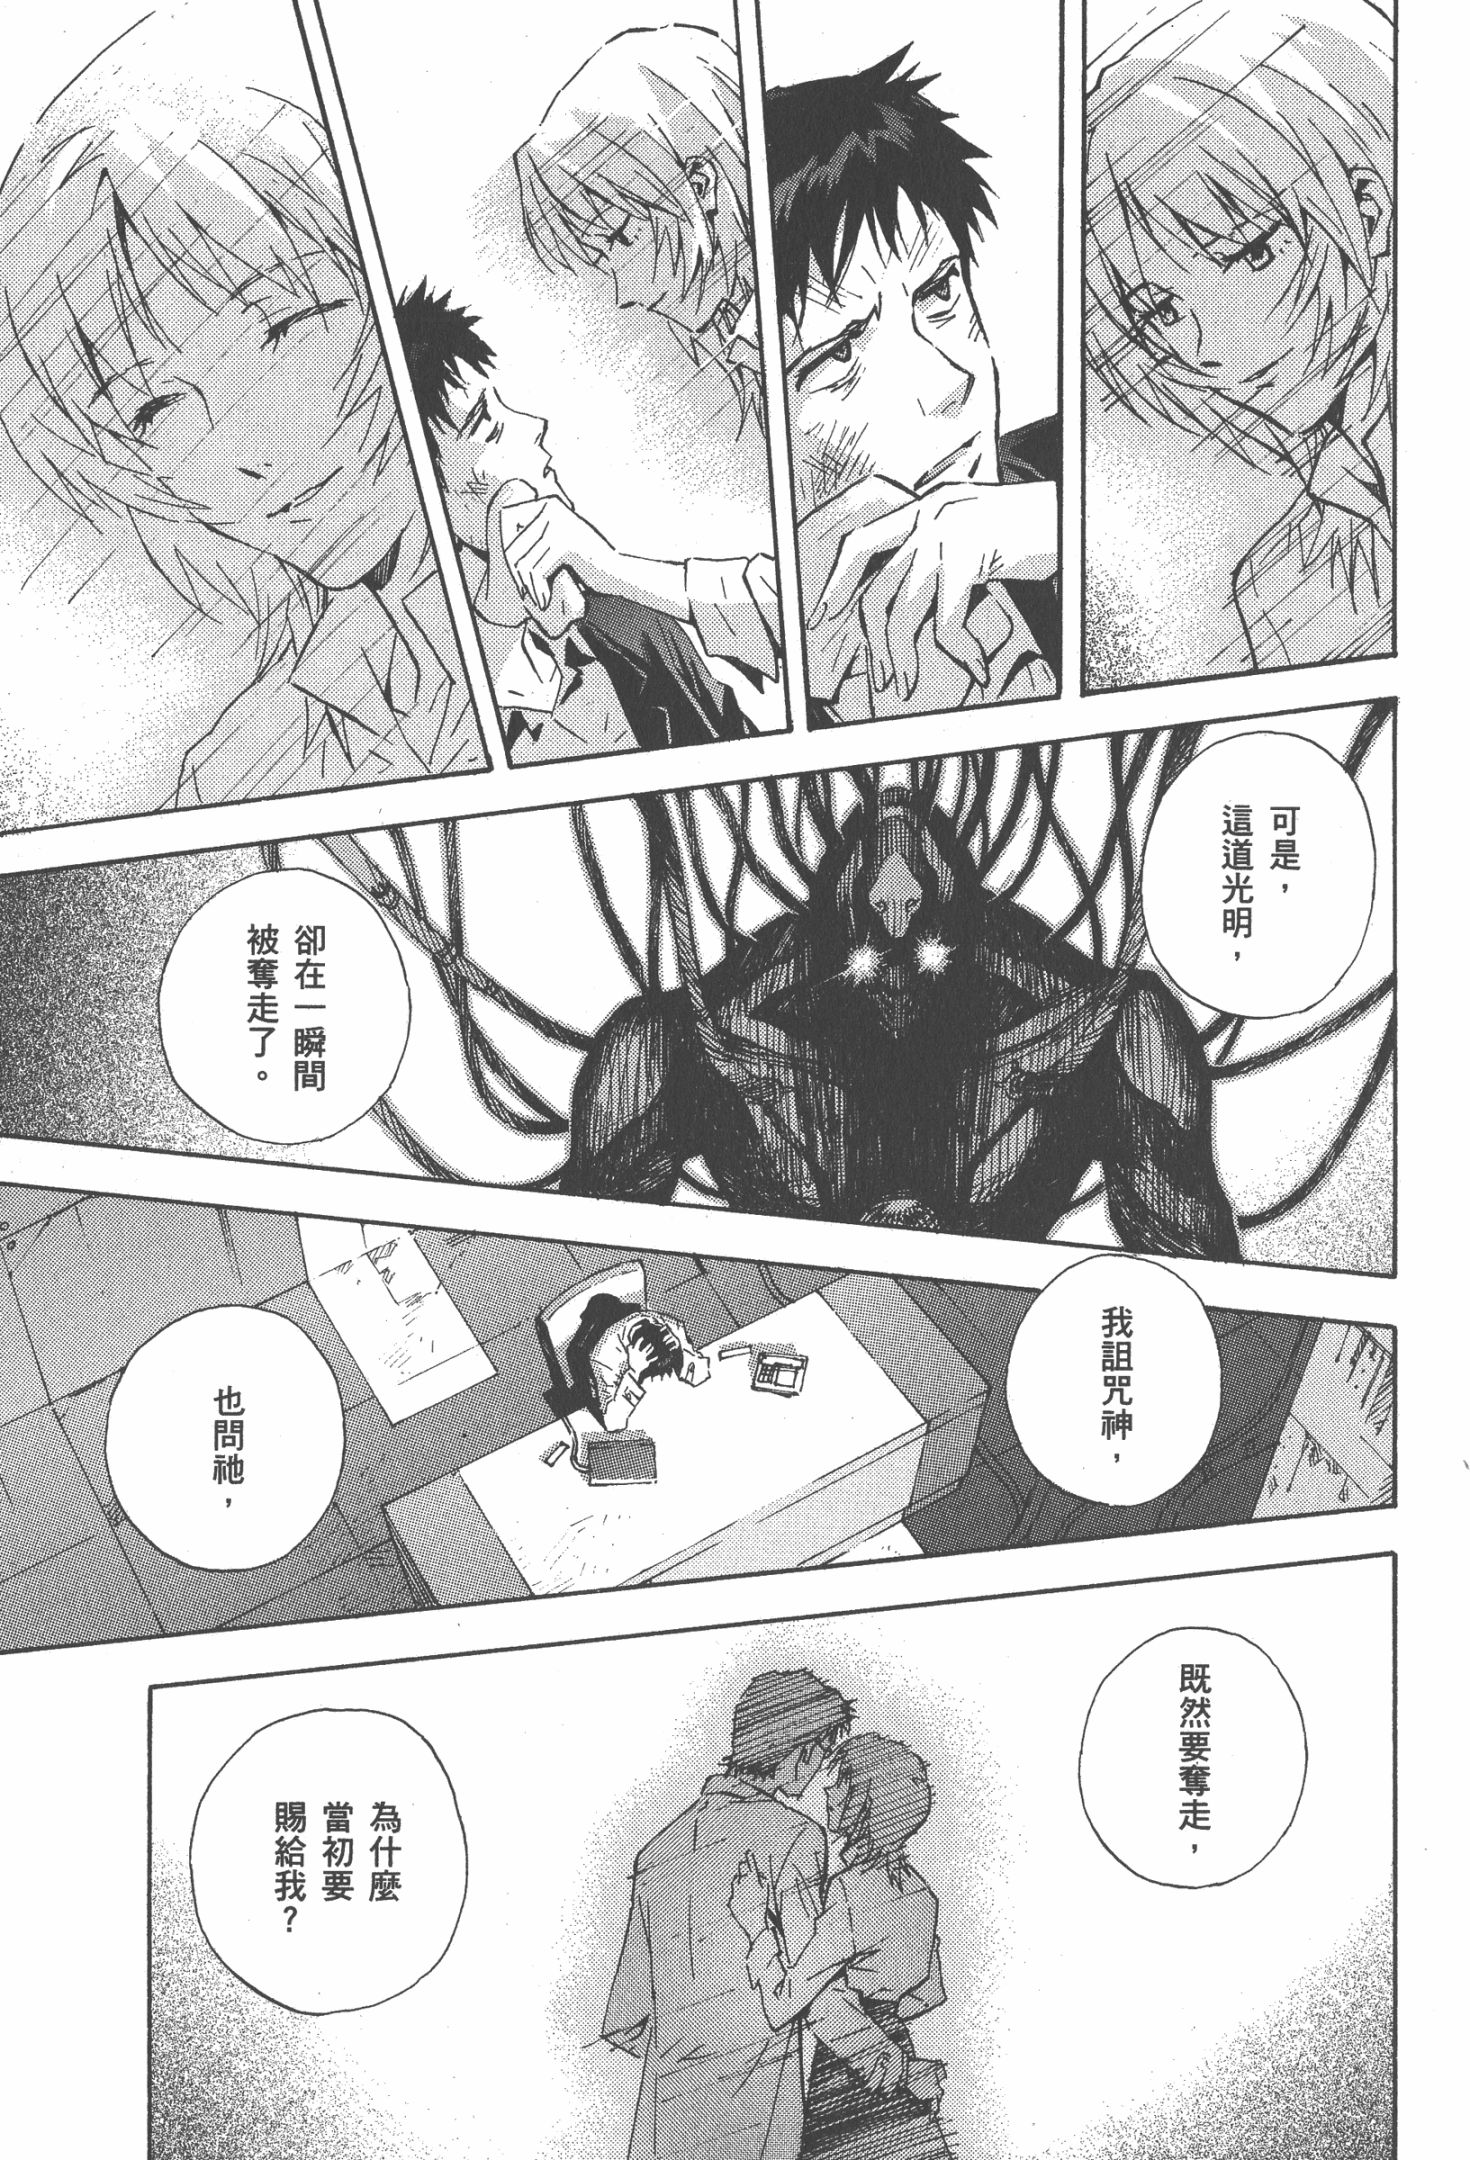 可是，
這道光明，
卻在一瞬間
被奪走了。
我詛咒神，
也問祂，
既然要奪走，
為什麼
當初要
賜給我？